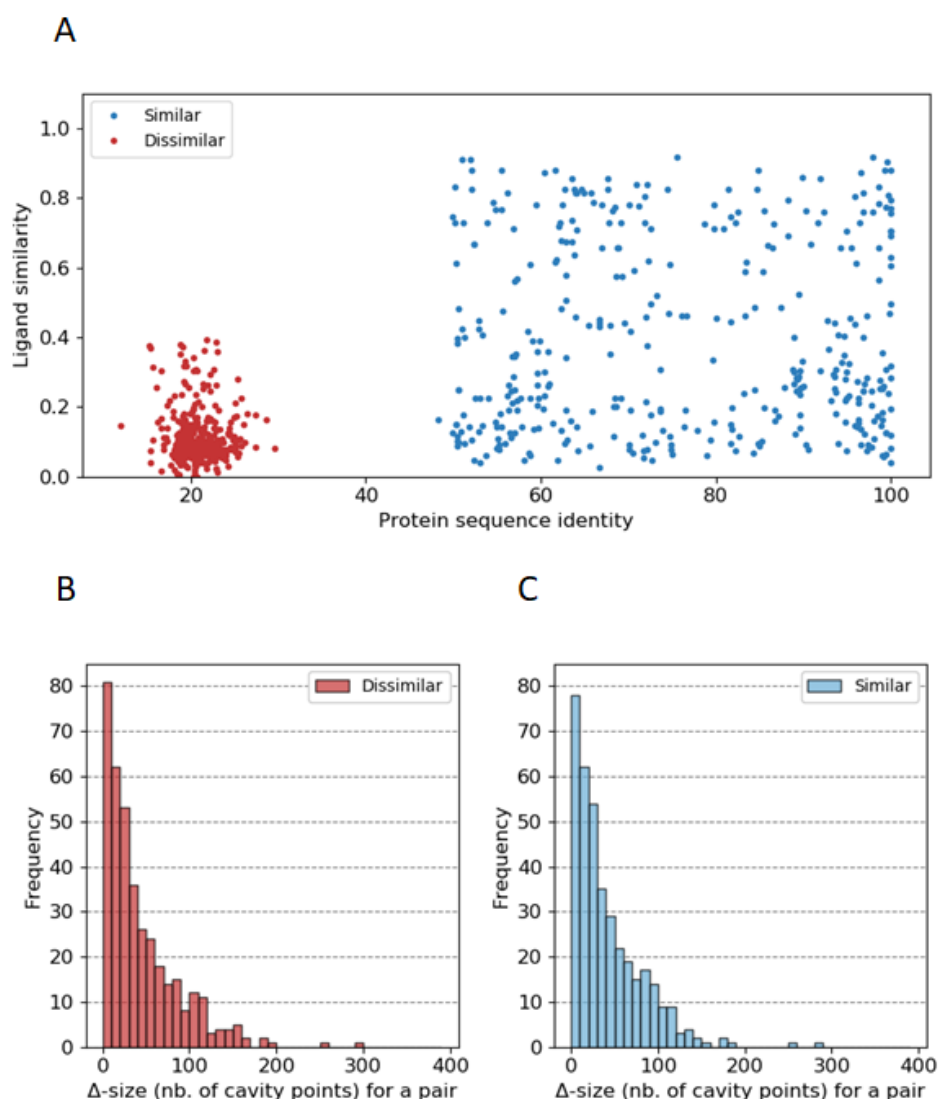 A
Similar
Dissimilar
1.0
0.8
0.6
0.4
0.2
0.0
Ligand similarity
20 40 60 80 100
Protein sequence identity
B
C
Dissimilar
80
70
60
50
40
30
20
10
0
Frequency
0 100 200 300 400
Δ-size (nb. of cavity points) for a pair
Similar
80
70
60
50
40
30
20
10
0
Frequency
0 100 200 300 400
Δ-size (nb. of cavity points) for a pair